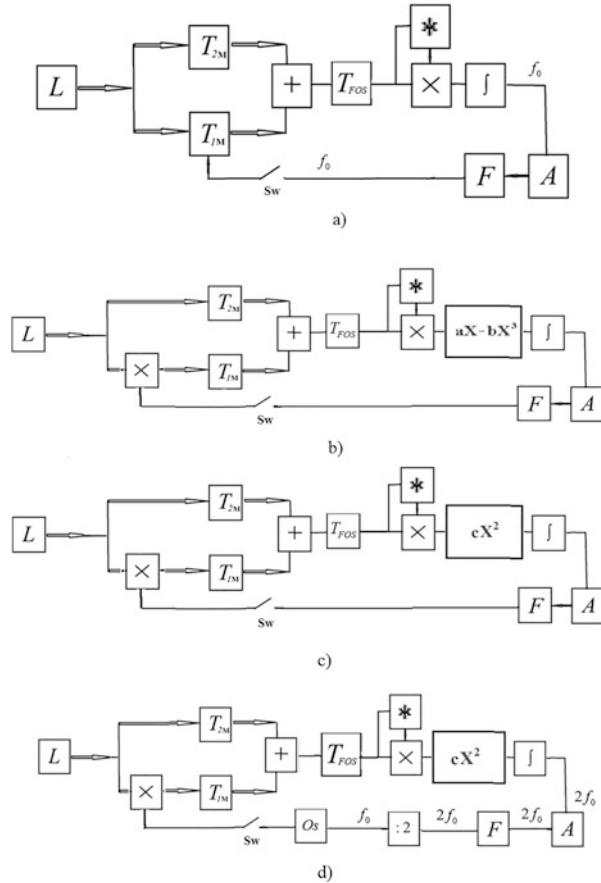 T2M
*
L
+
TFOS
×
∫
f0
T1M
f0
F
A
Sw
a)
T2M
*
L
+
TFOS
×
aX-bX³
∫
×
T1M
F
A
Sw
b)
T2M
*
L
+
TFOS
×
cX²
∫
×
T1M
F
A
Sw
c)
T2M
*
L
+
TFOS
×
cX²
∫
×
T1M
2f0
Os
f0
:2
2f0
F
2f0
A
Sw
d)